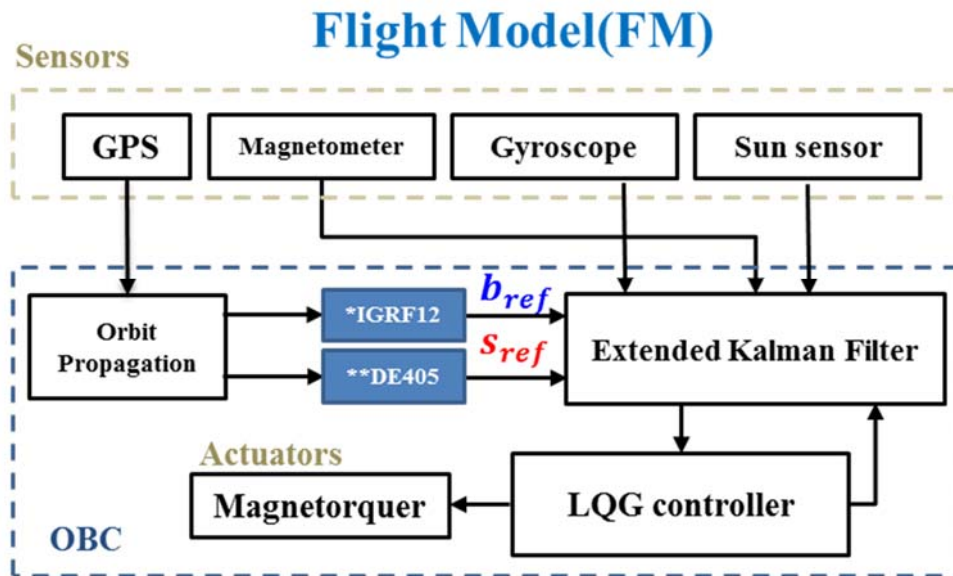 Flight Model(FM)
Sensors
GPS
Magnetometer
Gyroscope
Sun sensor
Orbit
Propagation
*IGRF12
b_ref
**DE405
s_ref
Extended Kalman Filter
Actuators
Magnetorquer
LQG controller
OBC